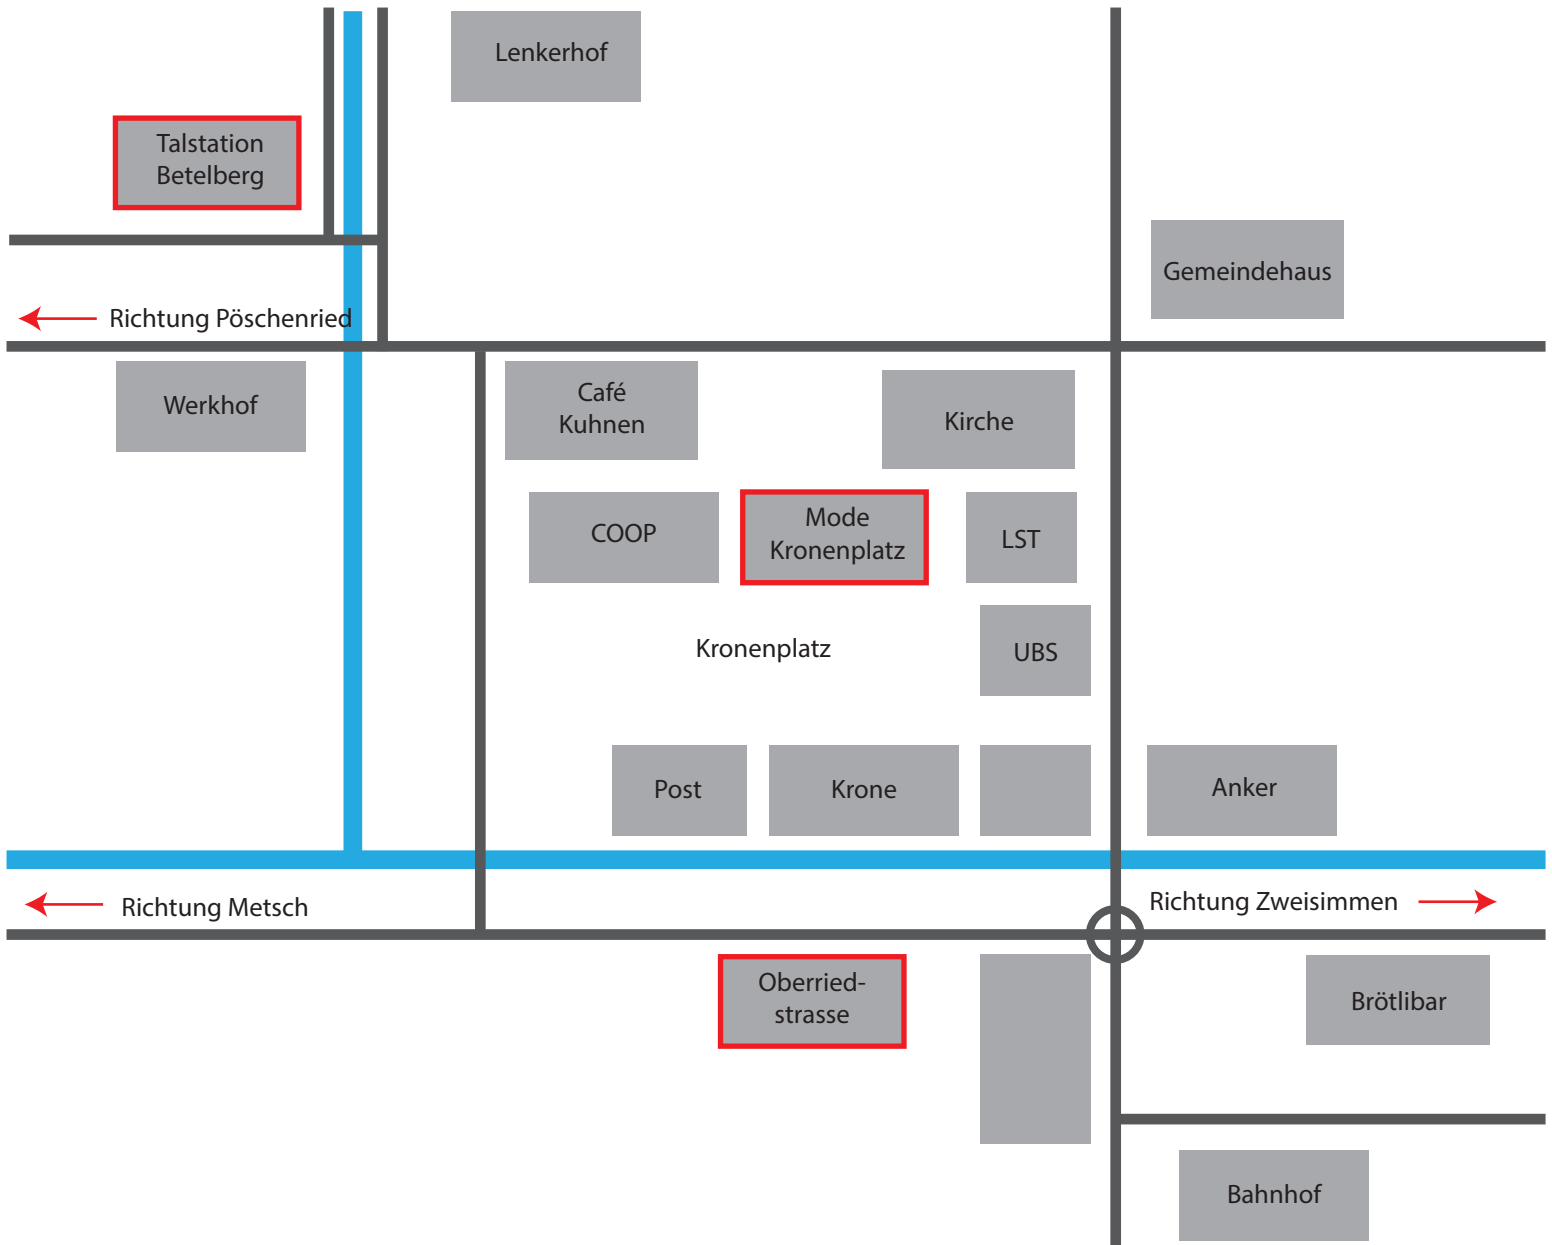 Lenkerhof
Talstation
Betelberg
Gemeindehaus
Richtung Pöschenried
Werkhof
Café
Kuhnen
Kirche
COOP
Mode
Kronenplatz
LST
Kronenplatz
UBS
Post
Krone
Anker
Richtung Metsch
Richtung Zweisimmen
Oberried-
strasse
Brötlibar
Bahnhof